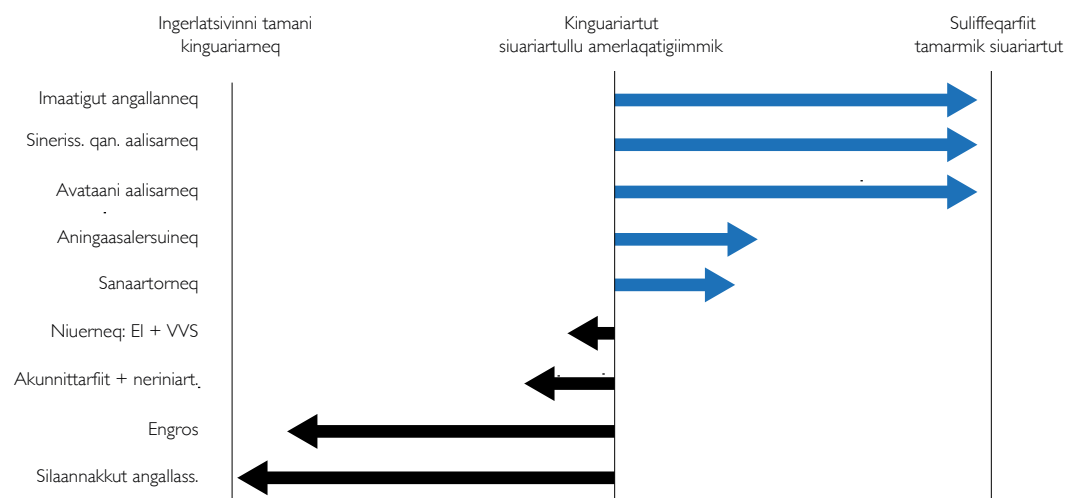 Ingerlatsivinni tamani
kinguariarneq
Kinguariartut
siuariartullu amerlaqatigiimmik
Suliffeqarfiit
tamarmik siuariartut
Imaatigut angallanneq
Sineriss. qan. aalisarneq
Avataani aalisarneq
Aningaasalersuineq
Sanaartorneq
Niuerneq: El + VVS
Akunnittarfiit + neriniart.
Engros
Silaannakkut angallass.